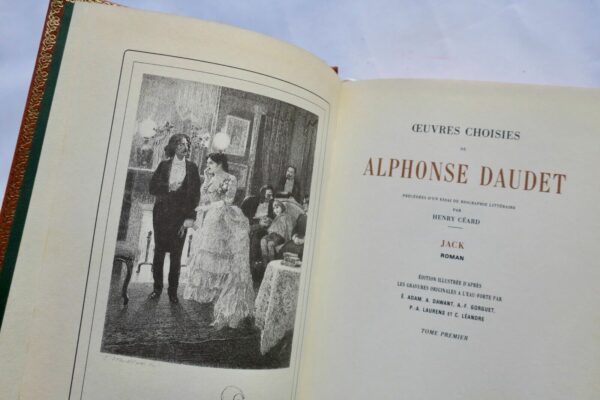 ŒUVRES CHOISIES
DE
ALPHONSE DAUDET
PRÉCÉDÉES D'UN ESSAI DE BIOGRAPHIE LITTÉRAIRE
PAR
HENRY CÉARD
JACK
ROMAN
ÉDITION ILLUSTRÉE D'APRÈS
LES GRAVURES ORIGINALES A L'EAU-FORTE PAR
E. ADAM, A. DAWANT, A.-F. GORGUET,
P.-A. LAURENS ET C. LÉANDRE
TOME PREMIER